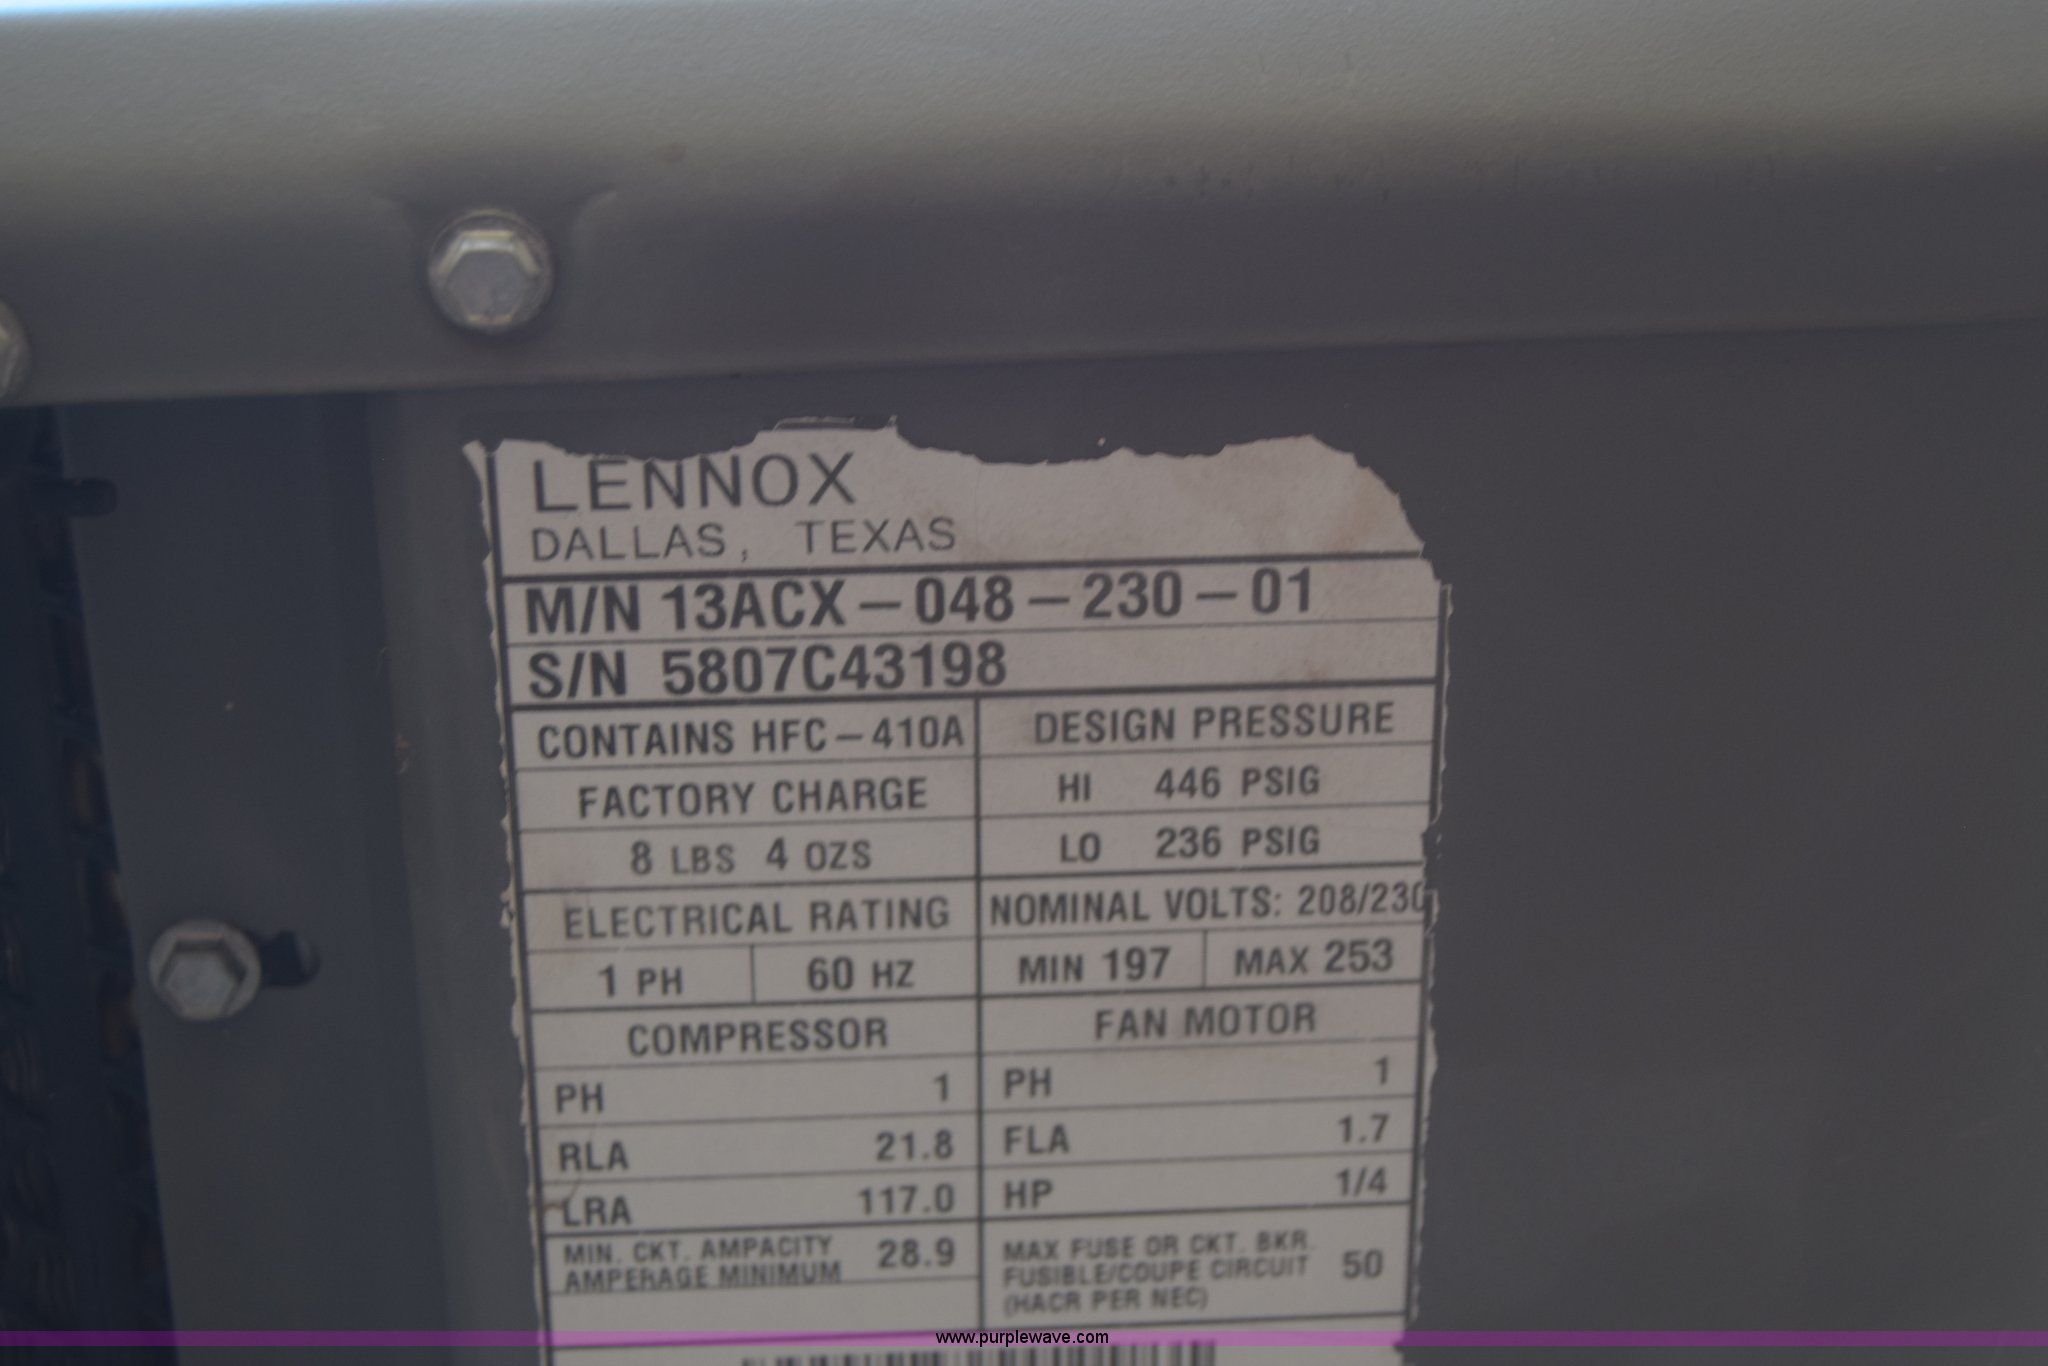 LENNOX
DALLAS, TEXAS
M/N 13ACX-048-230-01
S/N 5807C43198
CONTAINS HFC-410A
DESIGN PRESSURE
FACTORY CHARGE
HI 446 PSIG
8 LBS 4 OZS
LO 236 PSIG
ELECTRICAL RATING
NOMINAL VOLTS: 208/230
1 PH 60 HZ
MIN 197 MAX 253
COMPRESSOR
FAN MOTOR
PH 1
PH 1
RLA 21.8
FLA 1.7
LRA 117.0
HP 1/4
MIN. CKT. AMPACITY
AMPERAGE MINIMUM 28.9
MAX FUSE OR CKT. BKR.
FUSIBLE/COUPE CIRCUIT 50
(HACR PER NEC)
www.purplewave.com